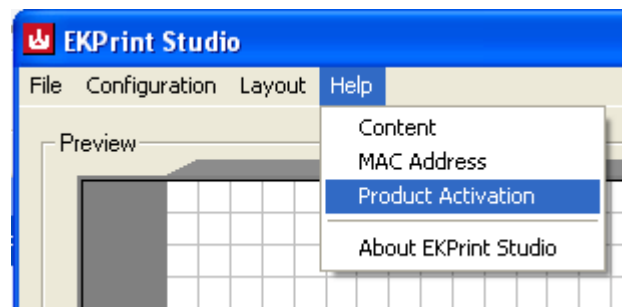 EKPrint Studio
File Configuration Layout Help
Content
Preview
MAC Address
Product Activation
About EKPrint Studio